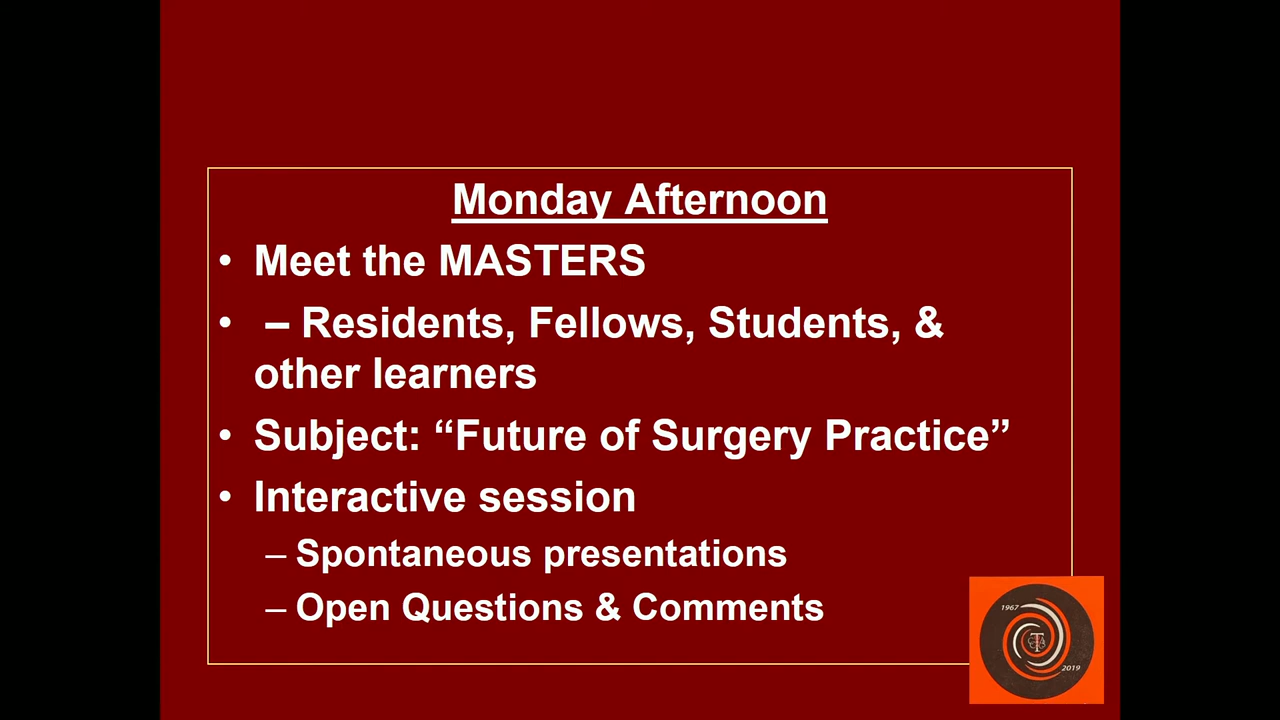 Monday Afternoon
• Meet the MASTERS
• – Residents, Fellows, Students, &
other learners
• Subject: “Future of Surgery Practice”
• Interactive session
– Spontaneous presentations
– Open Questions & Comments
1967
2019